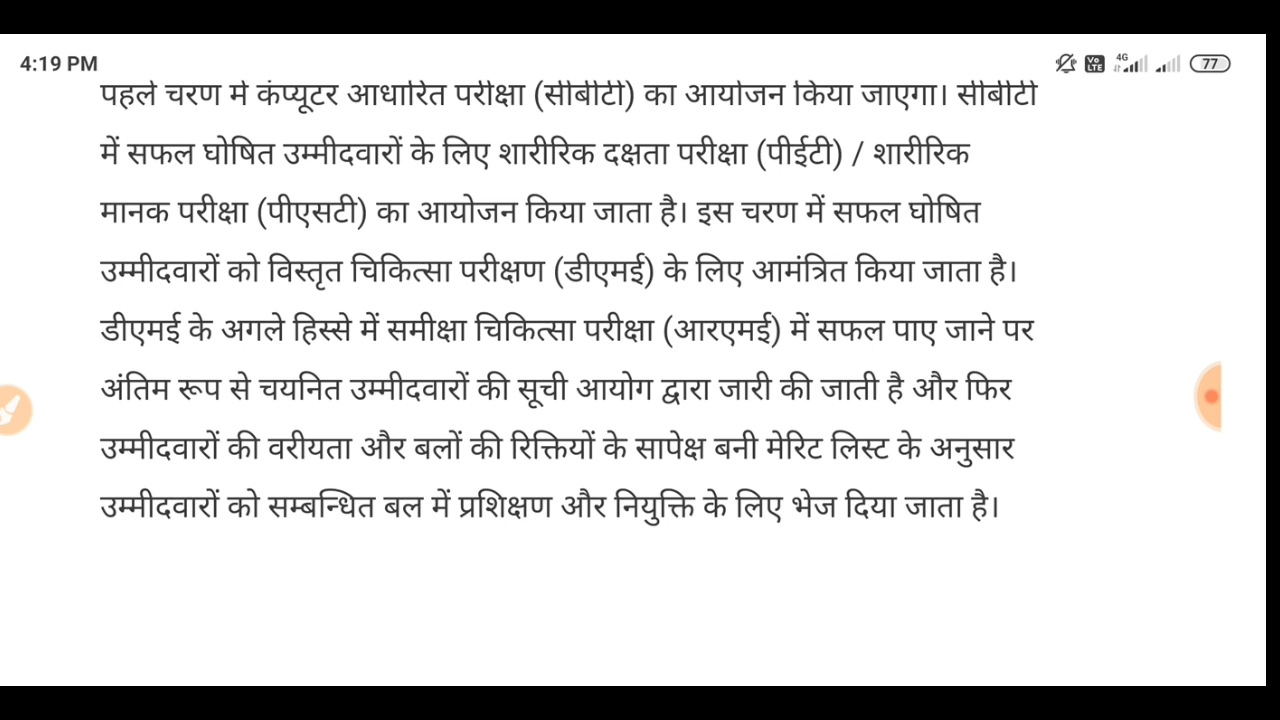 4:19 PM
Vo LTE 4G 77
पहले चरण में कंप्यूटर आधारित परीक्षा (सीबीटी) का आयोजन किया जाएगा। सीबीटी
में सफल घोषित उम्मीदवारों के लिए शारीरिक दक्षता परीक्षा (पीईटी) / शारीरिक
मानक परीक्षा (पीएसटी) का आयोजन किया जाता है। इस चरण में सफल घोषित
उम्मीदवारों को विस्तृत चिकित्सा परीक्षण (डीएमई) के लिए आमंत्रित किया जाता है।
डीएमई के अगले हिस्से में समीक्षा चिकित्सा परीक्षा (आरएमई) में सफल पाए जाने पर
अंतिम रूप से चयनित उम्मीदवारों की सूची आयोग द्वारा जारी की जाती है और फिर
उम्मीदवारों की वरीयता और बलों की रिक्तियों के सापेक्ष बनी मेरिट लिस्ट के अनुसार
उम्मीदवारों को सम्बन्धित बल में प्रशिक्षण और नियुक्ति के लिए भेज दिया जाता है।